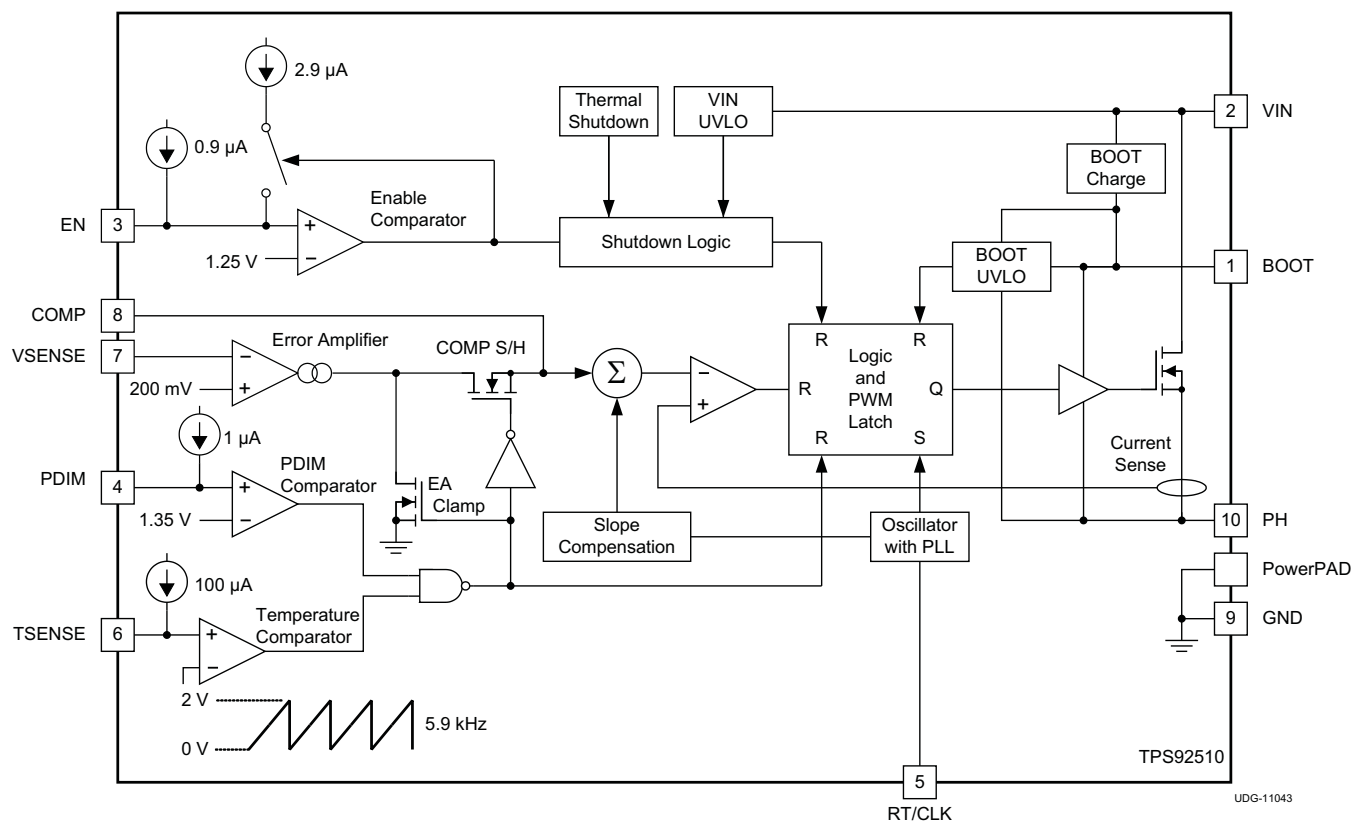 2.9 µA
Thermal
Shutdown
VIN
UVLO
2
VIN
0.9 µA
BOOT
Charge
EN
3
+
−
1.25 V
Enable
Comparator
Shutdown Logic
BOOT
UVLO
1
BOOT
COMP
8
VSENSE
7
−
+
200 mV
Error Amplifier
COMP S/H
Σ
−
+
R
R
R
R
Logic
and
PWM
Latch
Q
S
Current
Sense
1 µA
PDIM
4
+
−
1.35 V
PDIM
Comparator
EA
Clamp
Slope
Compensation
Oscillator
with PLL
10
PH
PowerPAD
9
GND
100 µA
TSENSE
6
+
−
Temperature
Comparator
2 V
0 V
5.9 kHz
TPS92510
5
RT/CLK
UDG-11043